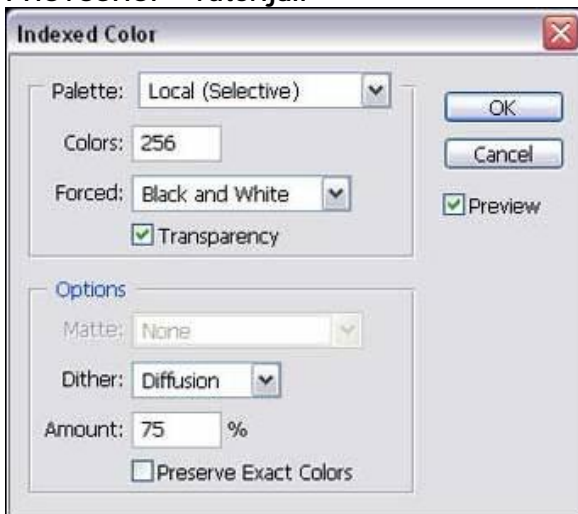 Indexed Color
Palette: Local (Selective)
Colors: 256
Forced: Black and White
Transparency
OK
Cancel
Preview
Options
Matte: None
Dither: Diffusion
Amount: 75 %
Preserve Exact Colors